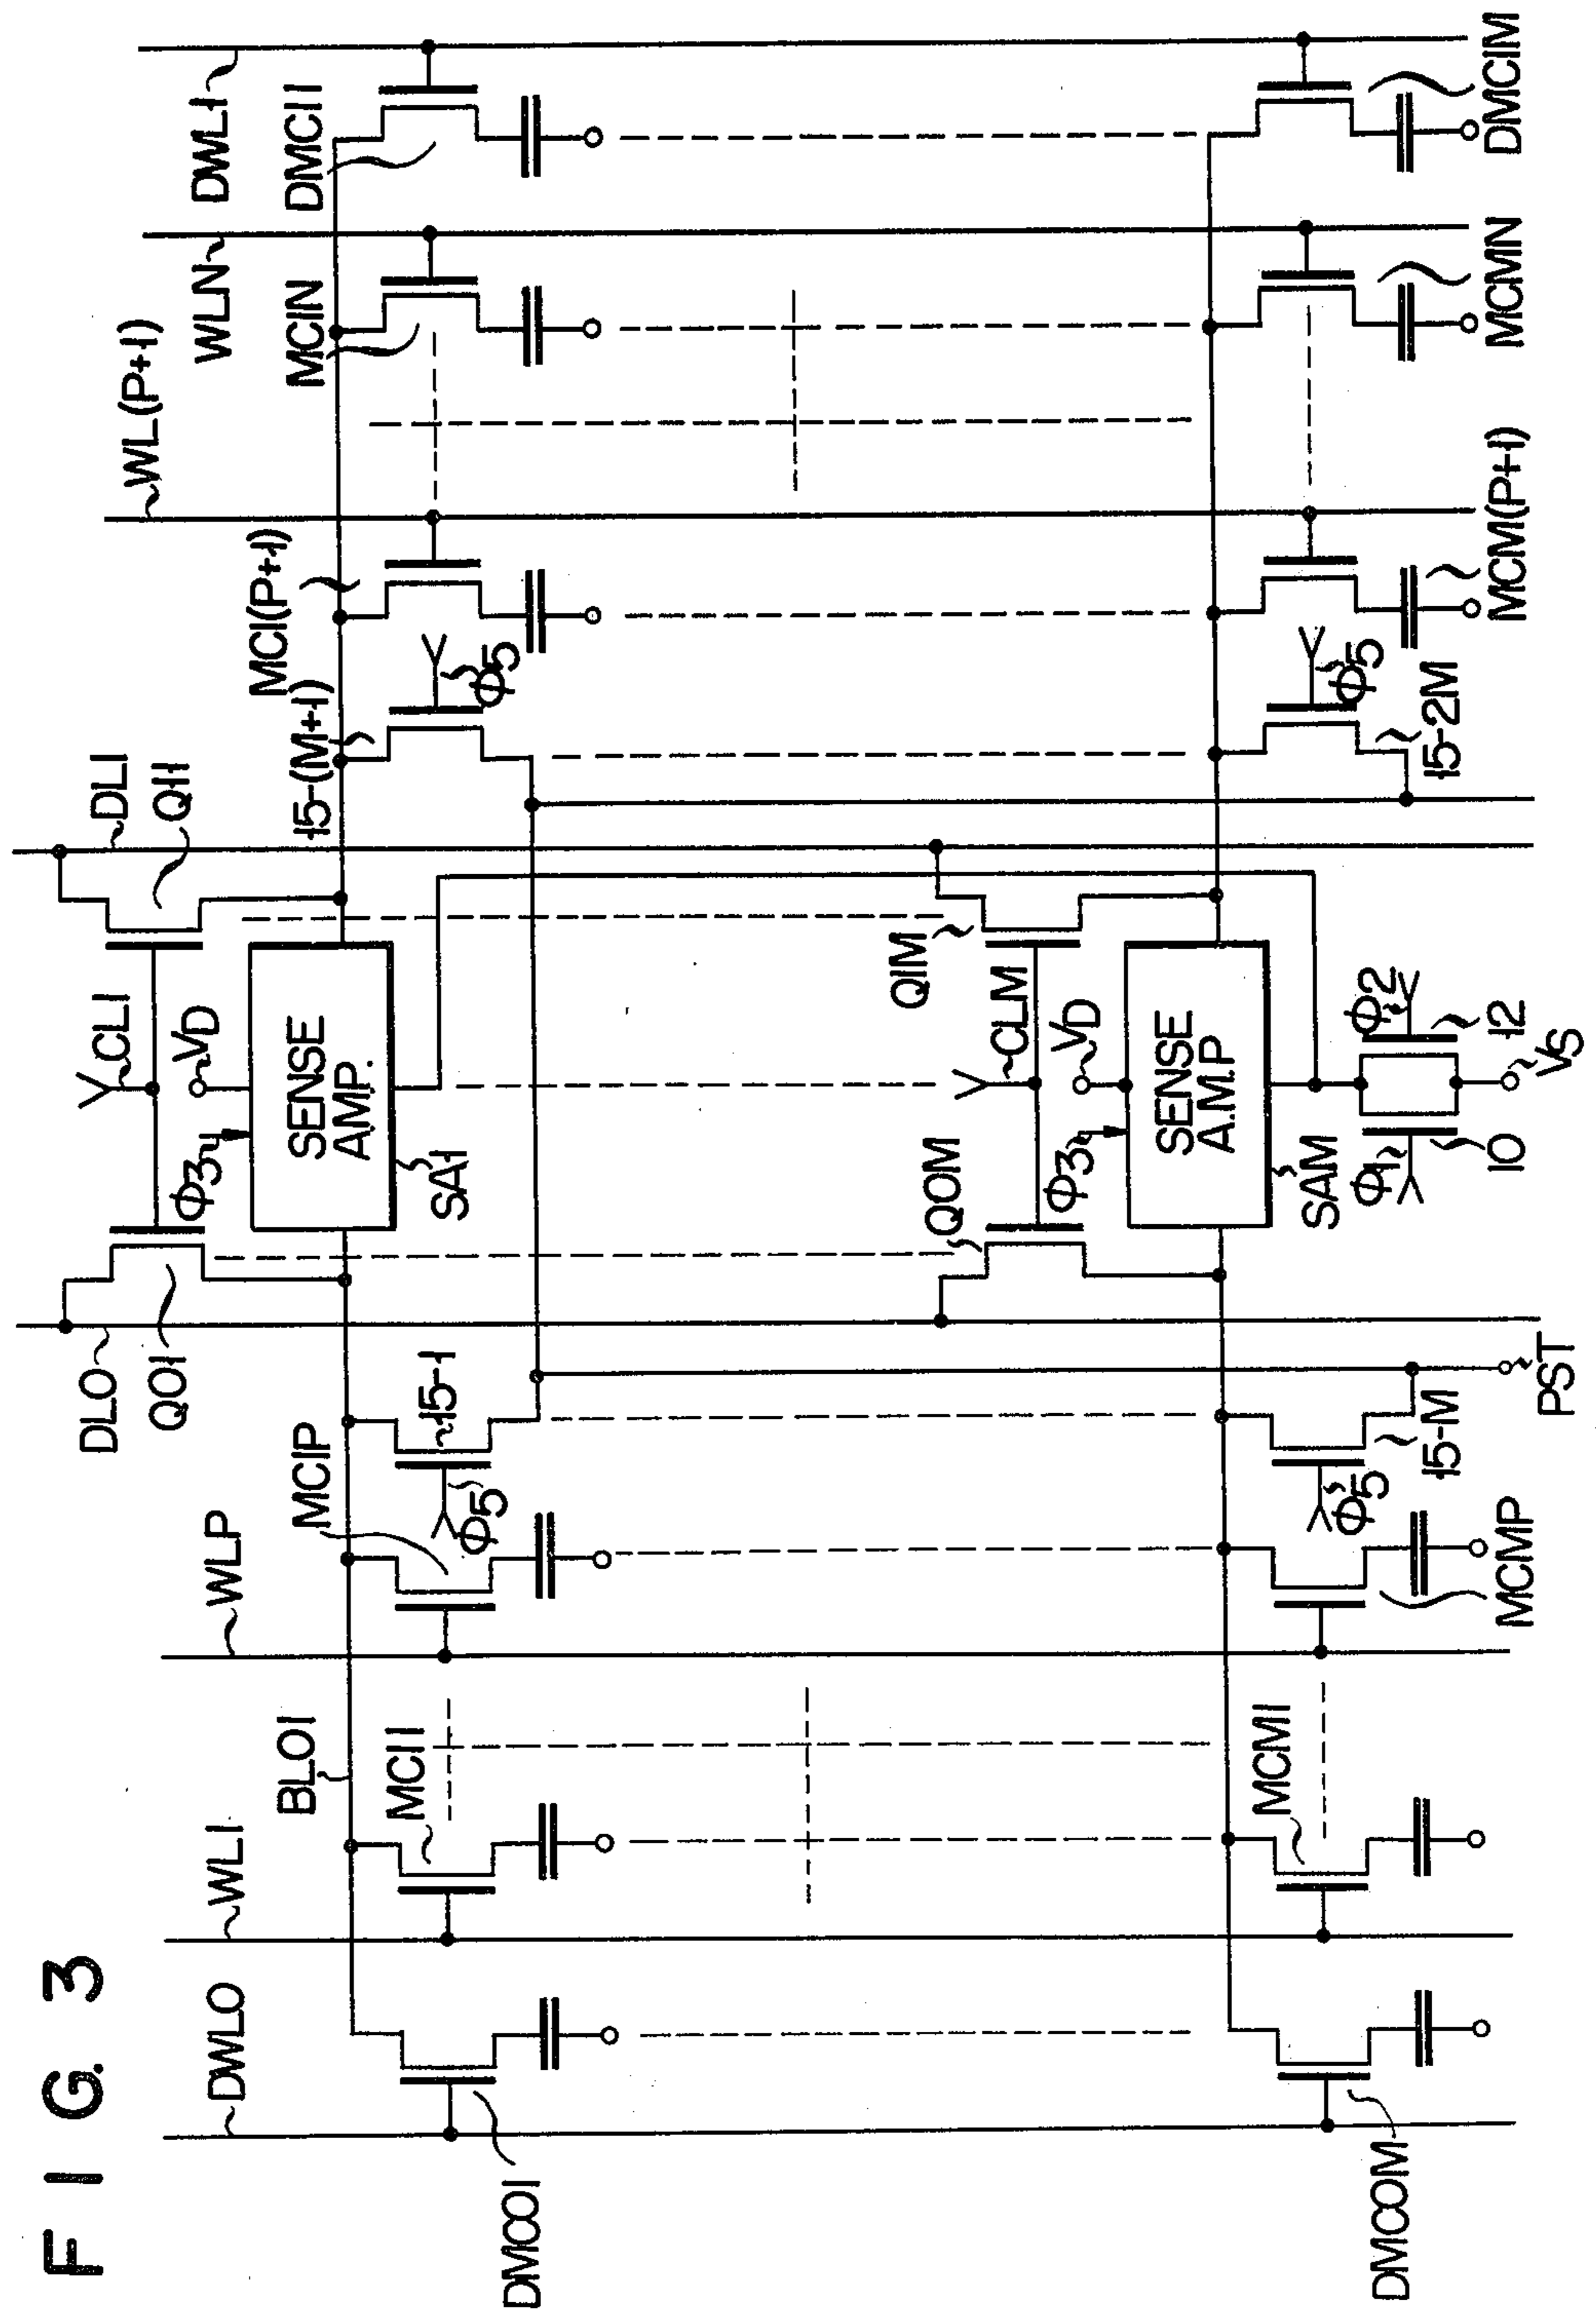 FIG. 3
DWL0
WL1
WLP
DL0
Q01
CL1
DL1
Q11
WL(P+1)
WLN
DWL1
BL01
MC1P
Φ3
VD
15-(M+1)
MC1(P+1)
MC1N
DMC11
DMC01
MC11
Φ5
15-1
SENSE
AMP.
SA1
Φ5
Q0M
CLM
Q1M
Φ3
VD
SENSE
A.M.P
SAM
DMC0M
MCM1
MCMP
Φ5
15-M
PST
Φ1
10
Φ2
12
VS
Φ5
15-2M
MCM(P+1)
MCMN
DMC1M